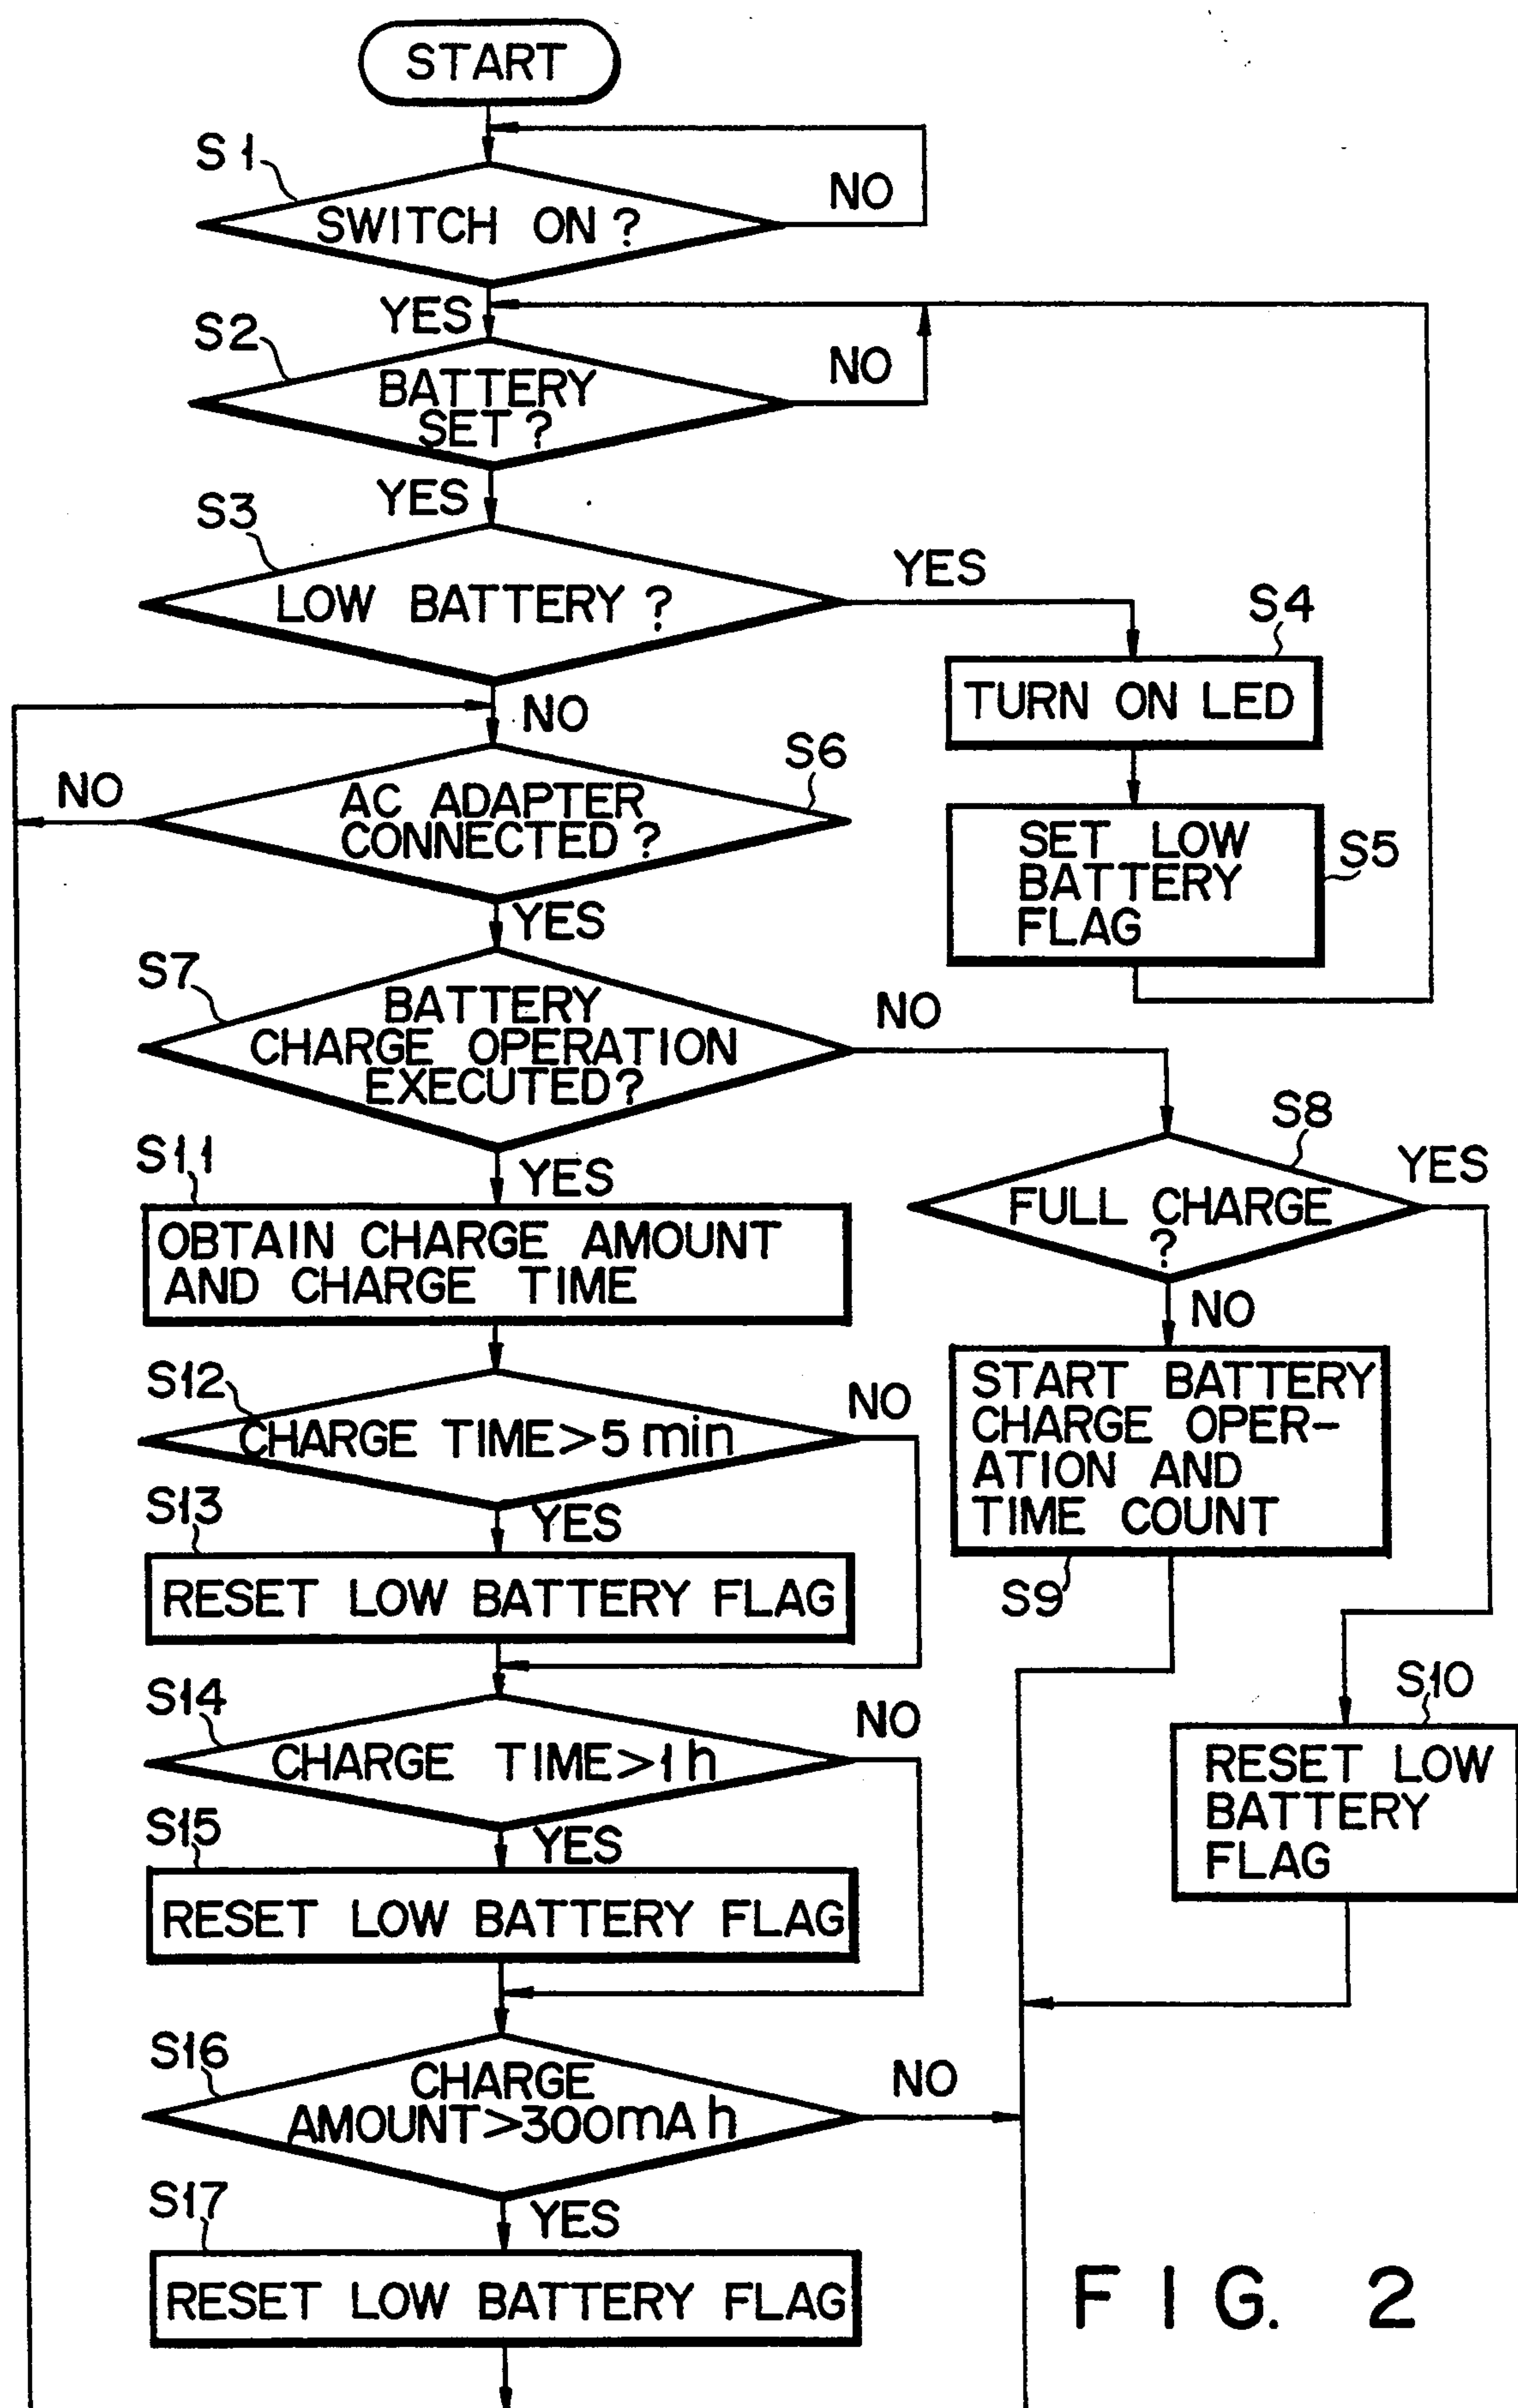 START
S1
SWITCH ON?
NO
YES
S2
BATTERY
SET?
NO
YES
S3
LOW BATTERY?
YES
S4
TURN ON LED
NO
S6
NO
AC ADAPTER
CONNECTED?
SET LOW
BATTERY
FLAG
S5
YES
S7
BATTERY
CHARGE OPERATION
EXECUTED?
NO
S8
YES
FULL CHARGE
?
S11
YES
OBTAIN CHARGE AMOUNT
AND CHARGE TIME
NO
START BATTERY
CHARGE OPER-
ATION AND
TIME COUNT
S9
S12
CHARGE TIME>5min
NO
S13
YES
RESET LOW BATTERY FLAG
S14
NO
CHARGE TIME>1h
S10
RESET LOW
BATTERY
FLAG
S15
YES
RESET LOW BATTERY FLAG
S16
CHARGE
AMOUNT>300mAh
NO
S17
YES
RESET LOW BATTERY FLAG
FIG. 2